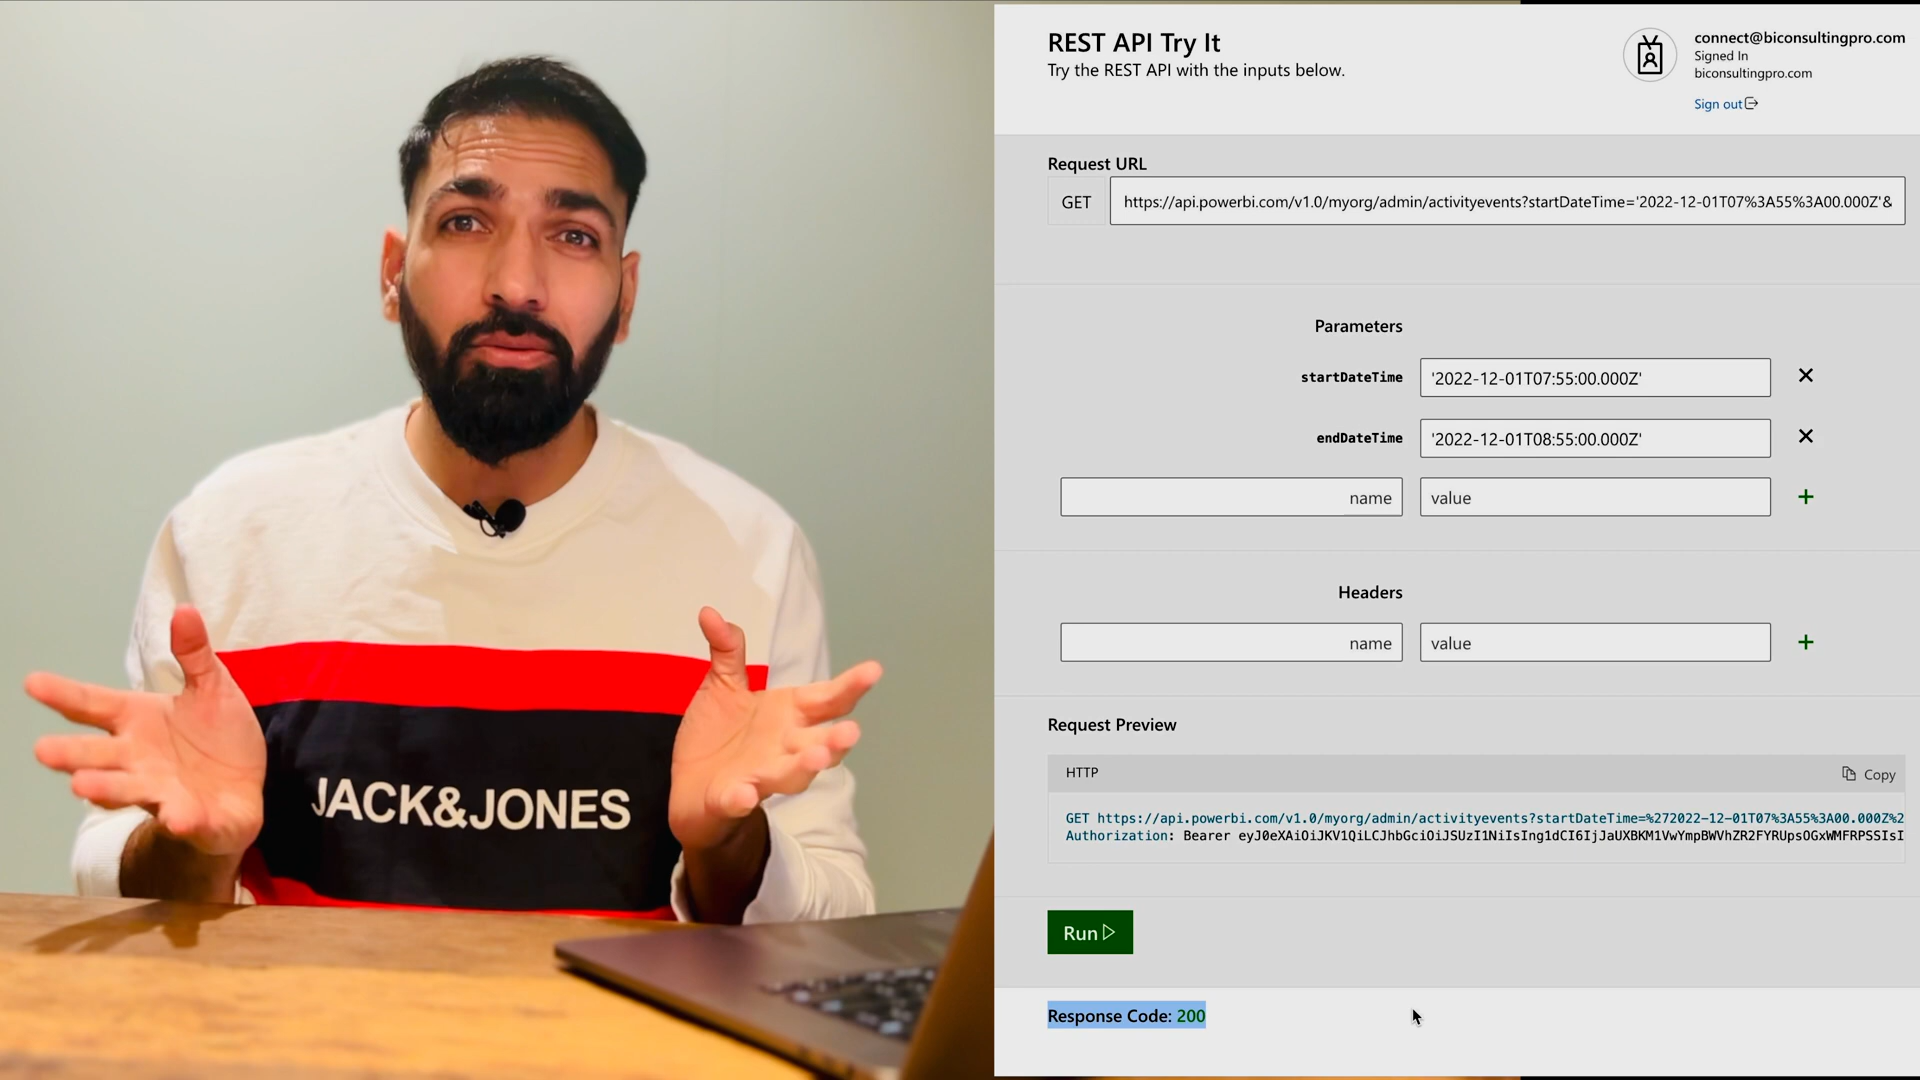 JACK&JONES
REST API Try It
Try the REST API with the inputs below.
connect@biconsultingpro.com
Signed In
biconsultingpro.com
Sign out
Request URL
GET https://api.powerbi.com/v1.0/myorg/admin/activityevents?startDateTime='2022-12-01T07%3A55%3A00.000Z'&
Parameters
startDateTime '2022-12-01T07:55:00.000Z'
endDateTime '2022-12-01T08:55:00.000Z'
name value
Headers
name value
Request Preview
HTTP Copy
GET https://api.powerbi.com/v1.0/myorg/admin/activityevents?startDateTime=%272022-12-01T07%3A55%3A00.000Z%2
Authorization: Bearer
Run
Response Code: 200